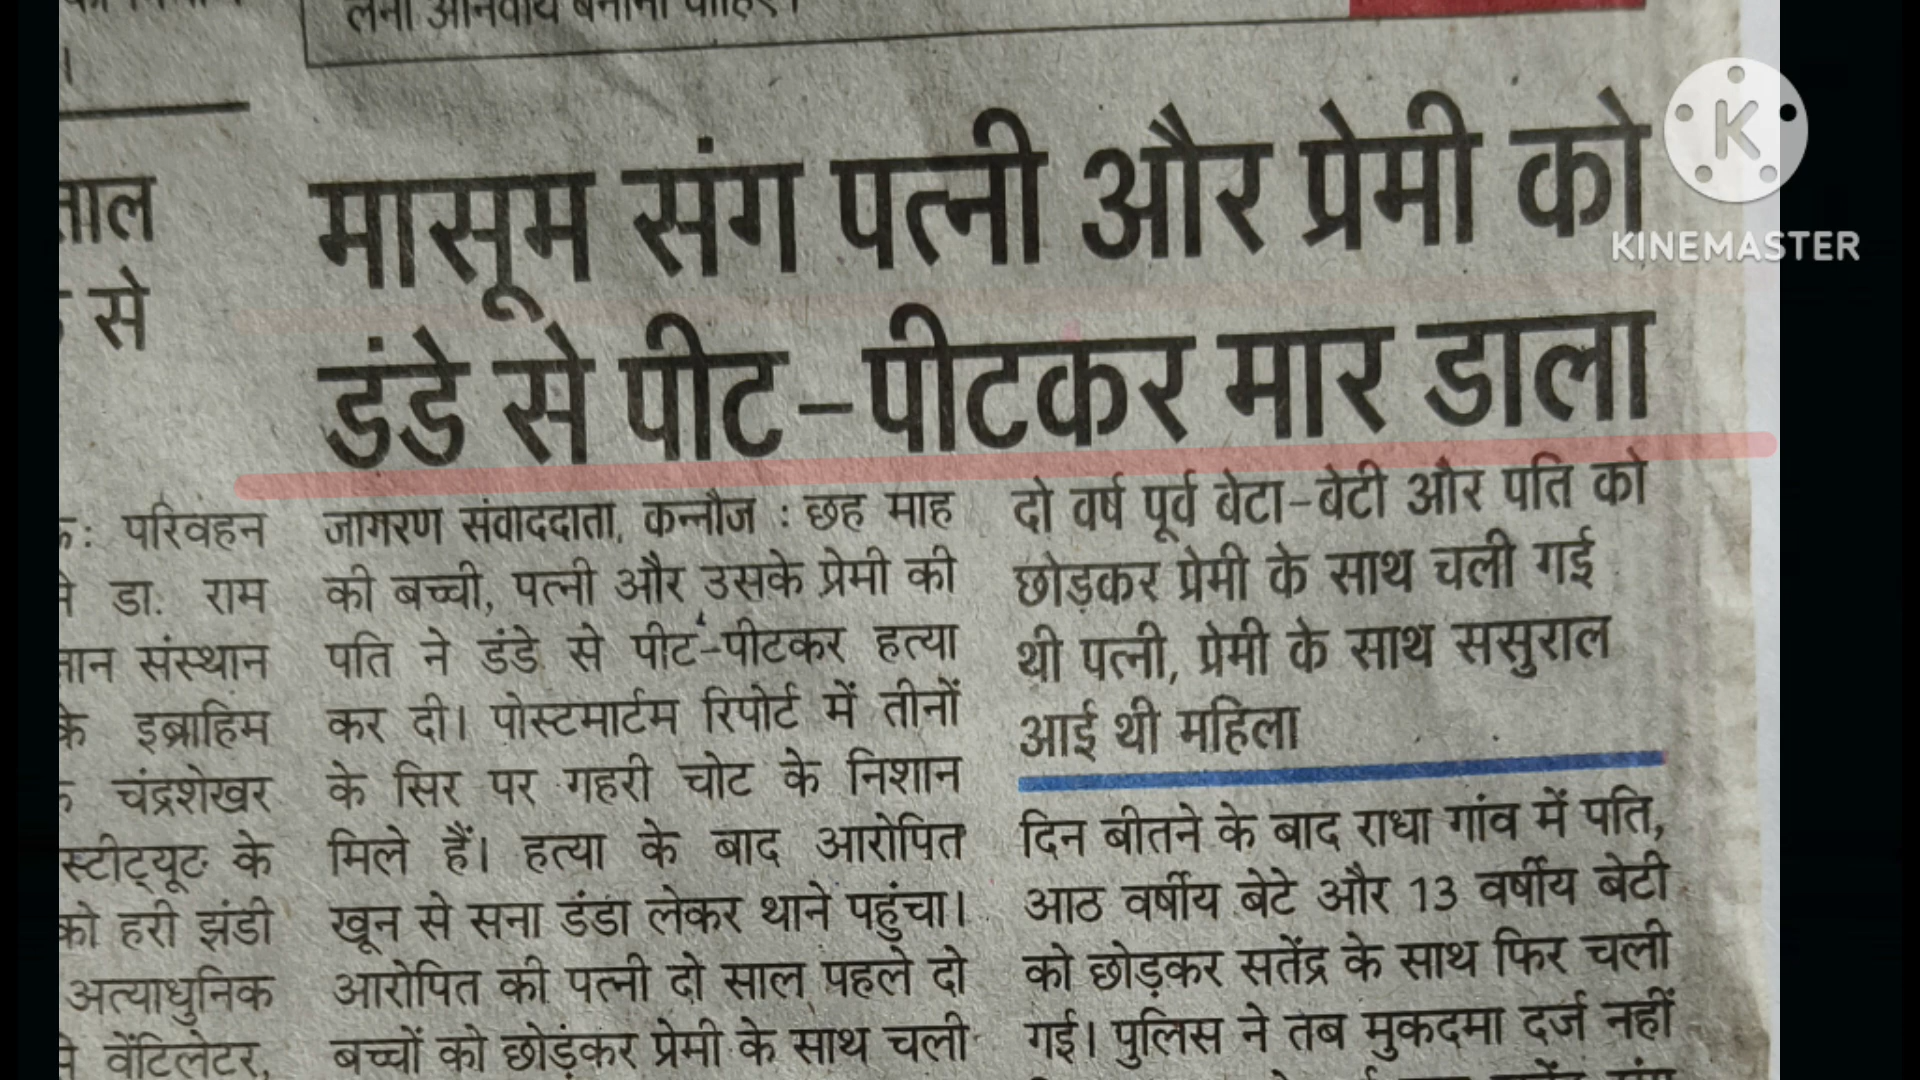 लेना अनिवार्य बनाना चाहिए।
मासूम संग पत्नी और प्रेमी को
डंडे से पीट-पीटकर मार डाला
KINEMASTER
ताल
से
परिवहन
डा. राम
संस्थान
के इब्राहिम
चंद्रशेखर
स्टीट्यूट के
को हरी झंडी
अत्याधुनिक
वेंटिलेटर,
जागरण संवाददाता, कन्नौज : छह माह
की बच्ची, पत्नी और उसके प्रेमी की
पति ने डंडे से पीट-पीटकर हत्या
कर दी। पोस्टमार्टम रिपोर्ट में तीनों
के सिर पर गहरी चोट के निशान
मिले हैं। हत्या के बाद आरोपित
खून से सना डंडा लेकर थाने पहुंचा।
आरोपित की पत्नी दो साल पहले दो
बच्चों को छोड़ंकर प्रेमी के साथ चली
दो वर्ष पूर्व बेटा-बेटी और पति को
छोड़कर प्रेमी के साथ चली गई
थी पत्नी, प्रेमी के साथ ससुराल
आई थी महिला
दिन बीतने के बाद राधा गांव में पति,
आठ वर्षीय बेटे और 13 वर्षीय बेटी
को छोड़कर सतेंद्र के साथ फिर चली
गई। पुलिस ने तब मुकदमा दर्ज नहीं